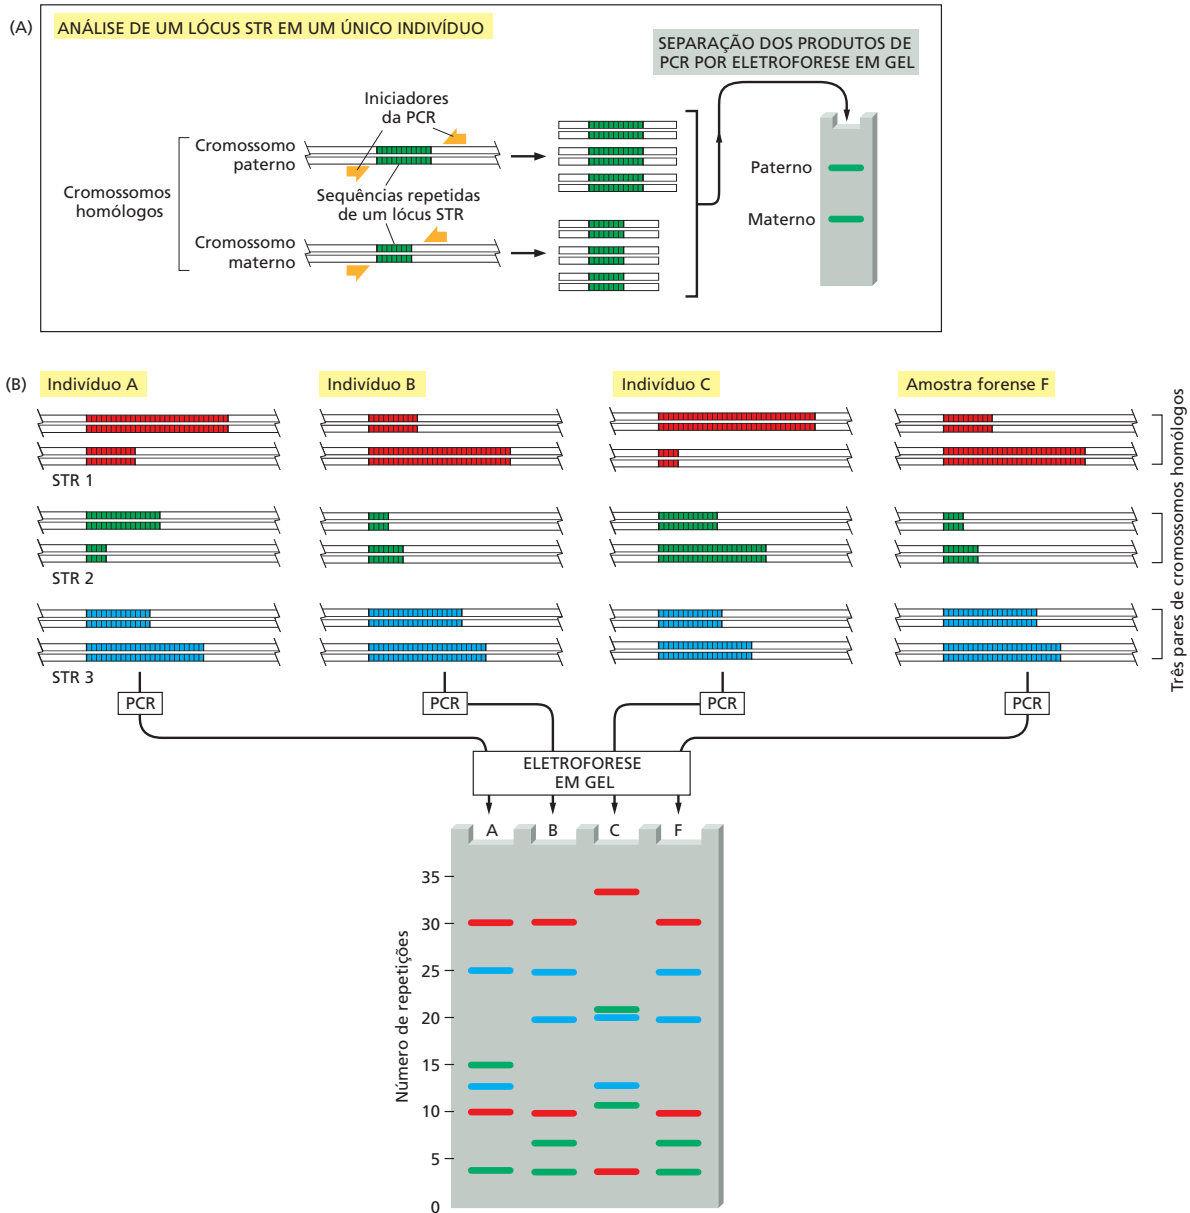 (A)
ANÁLISE DE UM LÓCUS STR EM UM ÚNICO INDIVÍDUO
SEPARAÇÃO DOS PRODUTOS DE
PCR POR ELETROFORESE EM GEL
Iniciadores
da PCR
Cromossomo
paterno
Cromossomos
homólogos
Sequências repetidas
de um lócus STR
Cromossomo
materno
Paterno
Materno
(B)
Indivíduo A
Indivíduo B
Indivíduo C
Amostra forense F
STR 1
STR 2
STR 3
Três pares de cromossomos homólogos
PCR
PCR
PCR
PCR
ELETROFORESE
EM GEL
A
B
C
F
Número de repetições
35
30
25
20
15
10
5
0